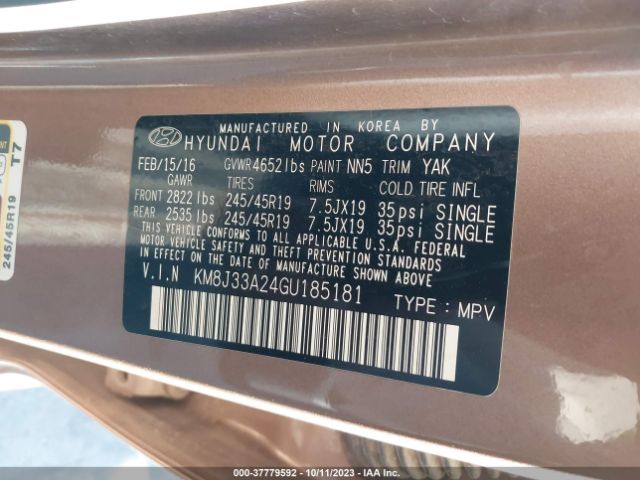 MANUFACTURED IN KOREA BY
HYUNDAI MOTOR COMPANY
FEB/15/16 GVWR 4652 lbs PAINT NN5 TRIM YAK
GAWR TIRES RIMS COLD TIRE INFL
FRONT 2822 lbs 245/45R19 7.5JX19 35psi SINGLE
REAR 2535 lbs 245/45R19 7.5JX19 35psi SINGLE
THIS VEHICLE CONFORMS TO ALL APPLICABLE U.S.A. FEDERAL
MOTOR VEHICLE SAFETY, BUMPER, AND THEFT PREVENTION STANDARDS
IN EFFECT ON THE DATE OF MANUFACTURE SHOWN ABOVE.
V.I.N KM8J33A24GU185181 TYPE : MPV
245/45R19 T7
000-37779592 - 10/11/2023 - IAA Inc.